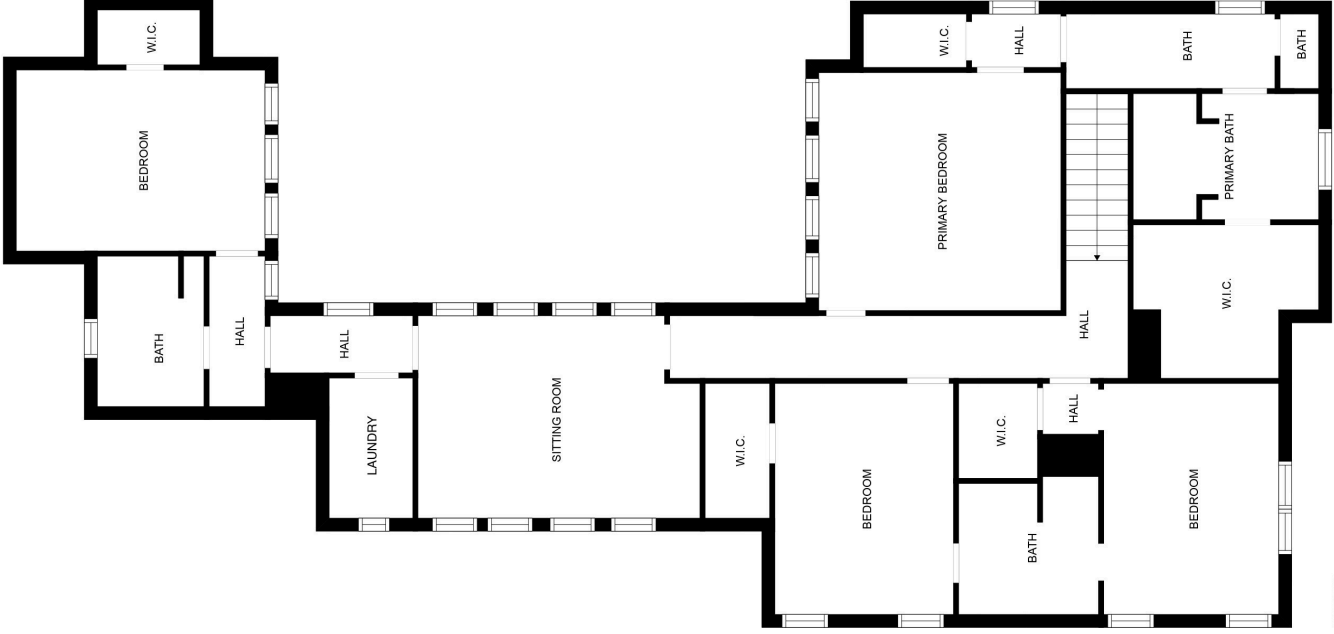 W.I.C.
BEDROOM
BATH
HALL
HALL
LAUNDRY
SITTING ROOM
W.I.C.
HALL
BATH
BATH
PRIMARY BEDROOM
PRIMARY BATH
W.I.C.
HALL
W.I.C.
BEDROOM
W.I.C.
HALL
BATH
BEDROOM